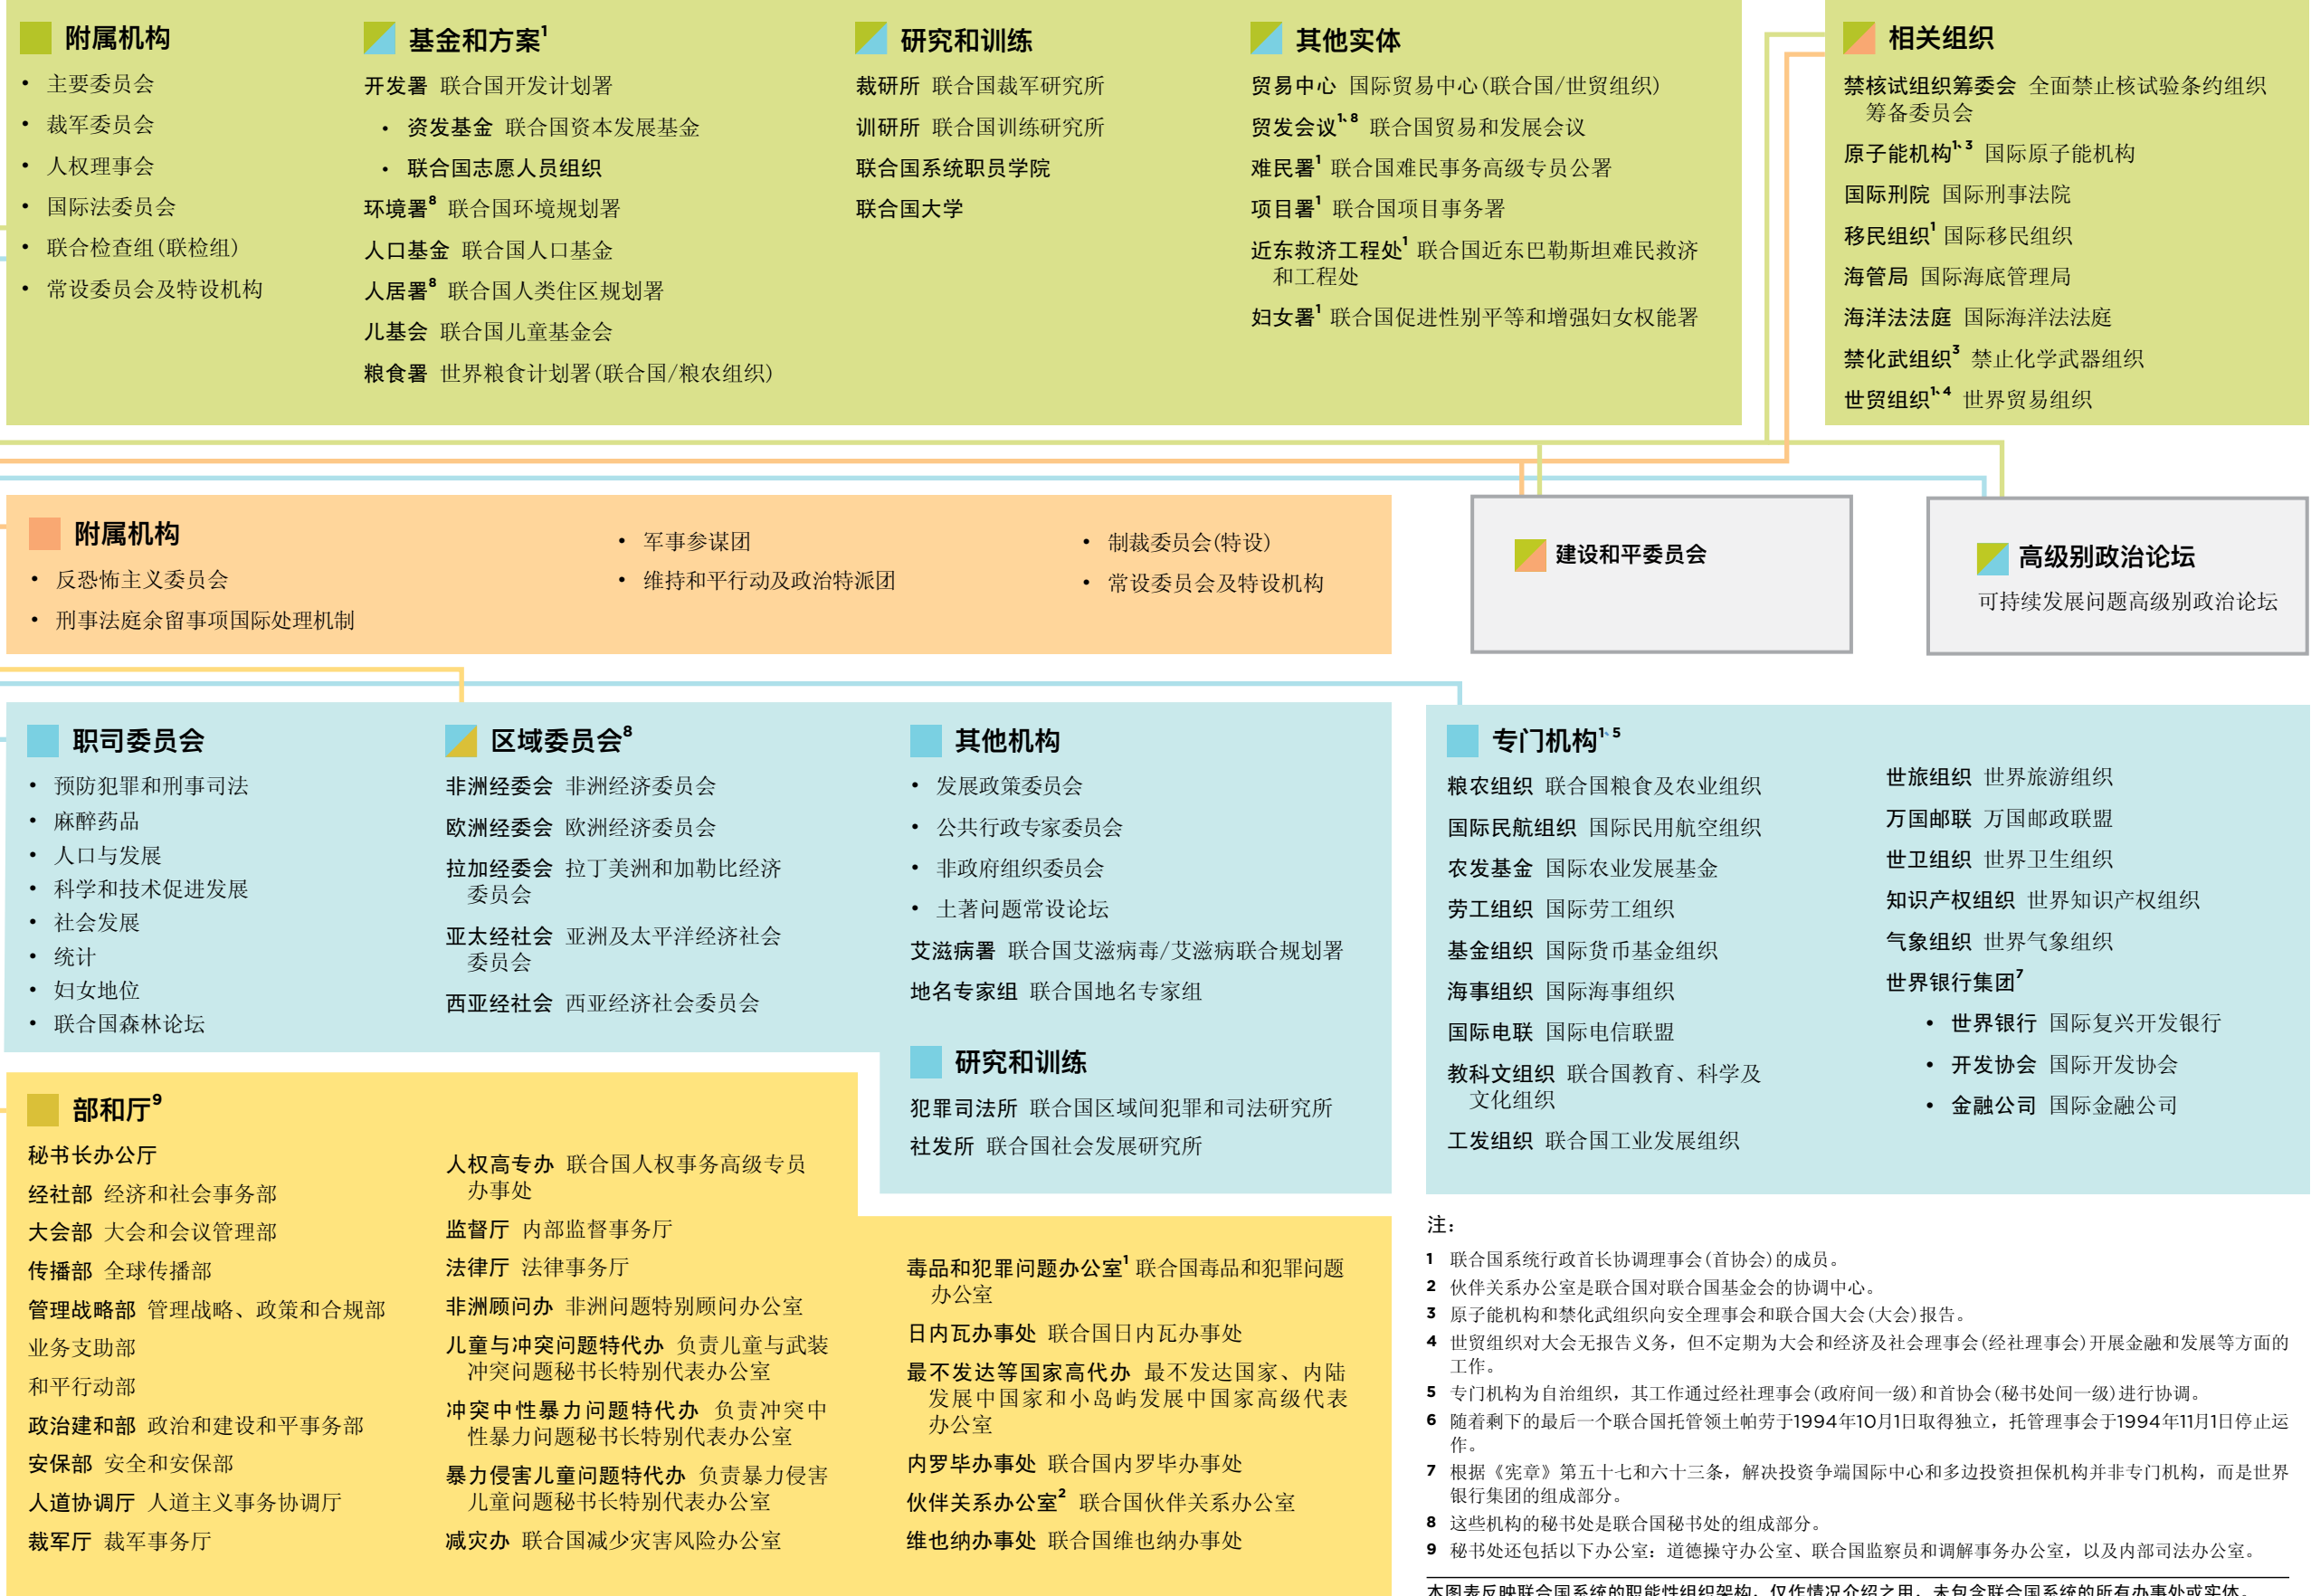 附属机构
• 主要委员会
• 裁军委员会
• 人权理事会
• 国际法委员会
• 联合检查组(联检组)
• 常设委员会及特设机构
基金和方案1
开发署 联合国开发计划署
• 资发基金 联合国资本发展基金
• 联合国志愿人员组织
环境署8 联合国环境规划署
人口基金 联合国人口基金
人居署8 联合国人类住区规划署
儿基会 联合国儿童基金会
粮食署 世界粮食计划署(联合国/粮农组织)
研究和训练
裁研所 联合国裁军研究所
训研所 联合国训练研究所
联合国系统职员学院
联合国大学
其他实体
贸易中心 国际贸易中心(联合国/世贸组织)
贸发会议1、8 联合国贸易和发展会议
难民署1 联合国难民事务高级专员公署
项目署1 联合国项目事务署
近东救济工程处1 联合国近东巴勒斯坦难民救济
和工程处
妇女署1 联合国促进性别平等和增强妇女权能署
相关组织
禁核试组织筹委会 全面禁止核试验条约组织
筹备委员会
原子能机构1、3 国际原子能机构
国际刑院 国际刑事法院
移民组织1 国际移民组织
海管局 国际海底管理局
海洋法法庭 国际海洋法法庭
禁化武组织3 禁止化学武器组织
世贸组织1、4 世界贸易组织
附属机构
• 反恐怖主义委员会
• 刑事法庭余留事项国际处理机制
• 军事参谋团
• 维持和平行动及政治特派团
• 制裁委员会(特设)
• 常设委员会及特设机构
建设和平委员会
高级别政治论坛
可持续发展问题高级别政治论坛
职司委员会
• 预防犯罪和刑事司法
• 麻醉药品
• 人口与发展
• 科学和技术促进发展
• 社会发展
• 统计
• 妇女地位
• 联合国森林论坛
区域委员会8
非洲经委会 非洲经济委员会
欧洲经委会 欧洲经济委员会
拉加经委会 拉丁美洲和加勒比经济
委员会
亚太经社会 亚洲及太平洋经济社会
委员会
西亚经社会 西亚经济社会委员会
其他机构
• 发展政策委员会
• 公共行政专家委员会
• 非政府组织委员会
• 土著问题常设论坛
艾滋病署 联合国艾滋病毒/艾滋病联合规划署
地名专家组 联合国地名专家组
研究和训练
犯罪司法所 联合国区域间犯罪和司法研究所
社发所 联合国社会发展研究所
专门机构1、5
粮农组织 联合国粮食及农业组织
国际民航组织 国际民用航空组织
农发基金 国际农业发展基金
劳工组织 国际劳工组织
基金组织 国际货币基金组织
海事组织 国际海事组织
国际电联 国际电信联盟
教科文组织 联合国教育、科学及
文化组织
工发组织 联合国工业发展组织
世旅组织 世界旅游组织
万国邮联 万国邮政联盟
世卫组织 世界卫生组织
知识产权组织 世界知识产权组织
气象组织 世界气象组织
世界银行集团7
• 世界银行 国际复兴开发银行
• 开发协会 国际开发协会
• 金融公司 国际金融公司
部和厅9
秘书长办公厅
经社部 经济和社会事务部
大会部 大会和会议管理部
传播部 全球传播部
管理战略部 管理战略、政策和合规部
业务支助部
和平行动部
政治建和部 政治和建设和平事务部
安保部 安全和安保部
人道协调厅 人道主义事务协调厅
裁军厅 裁军事务厅
人权高专办 联合国人权事务高级专员
办事处
监督厅 内部监督事务厅
法律厅 法律事务厅
非洲顾问办 非洲问题特别顾问办公室
儿童与冲突问题特代办 负责儿童与武装
冲突问题秘书长特别代表办公室
冲突中性暴力问题特代办 负责冲突中
性暴力问题秘书长特别代表办公室
暴力侵害儿童问题特代办 负责暴力侵害
儿童问题秘书长特别代表办公室
减灾办 联合国减少灾害风险办公室
毒品和犯罪问题办公室1 联合国毒品和犯罪问题
办公室
日内瓦办事处 联合国日内瓦办事处
最不发达等国家高代办 最不发达国家、内陆
发展中国家和小岛屿发展中国家高级代表
办公室
内罗毕办事处 联合国内罗毕办事处
伙伴关系办公室2 联合国伙伴关系办公室
维也纳办事处 联合国维也纳办事处
注：
1 联合国系统行政首长协调理事会(首协会)的成员。
2 伙伴关系办公室是联合国对联合国基金会的协调中心。
3 原子能机构和禁化武组织向安全理事会和联合国大会(大会)报告。
4 世贸组织对大会无报告义务，但不定期为大会和经济及社会理事会(经社理事会)开展金融和发展等方面的
工作。
5 专门机构为自治组织，其工作通过经社理事会(政府间一级)和首协会(秘书处间一级)进行协调。
6 随着剩下的最后一个联合国托管领土帕劳于1994年10月1日取得独立，托管理事会于1994年11月1日停止运
作。
7 根据《宪章》第五十七和六十三条，解决投资争端国际中心和多边投资担保机构并非专门机构，而是世界
银行集团的组成部分。
8 这些机构的秘书处是联合国秘书处的组成部分。
9 秘书处还包括以下办公室：道德操守办公室、联合国监察员和调解事务办公室，以及内部司法办公室。
本图表反映联合国系统的职能性组织架构，仅作情况介绍之用，未包含联合国系统的所有办事处或实体。